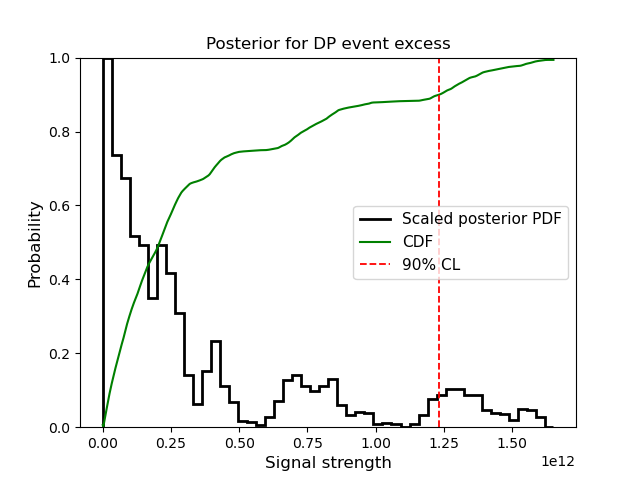 Posterior for DP event excess
Probability
1.0
0.8
0.6
0.4
0.2
0.0
Scaled posterior PDF
CDF
90% CL
0.00
0.25
0.50
0.75
1.00
1.25
1.50
1e12
Signal strength